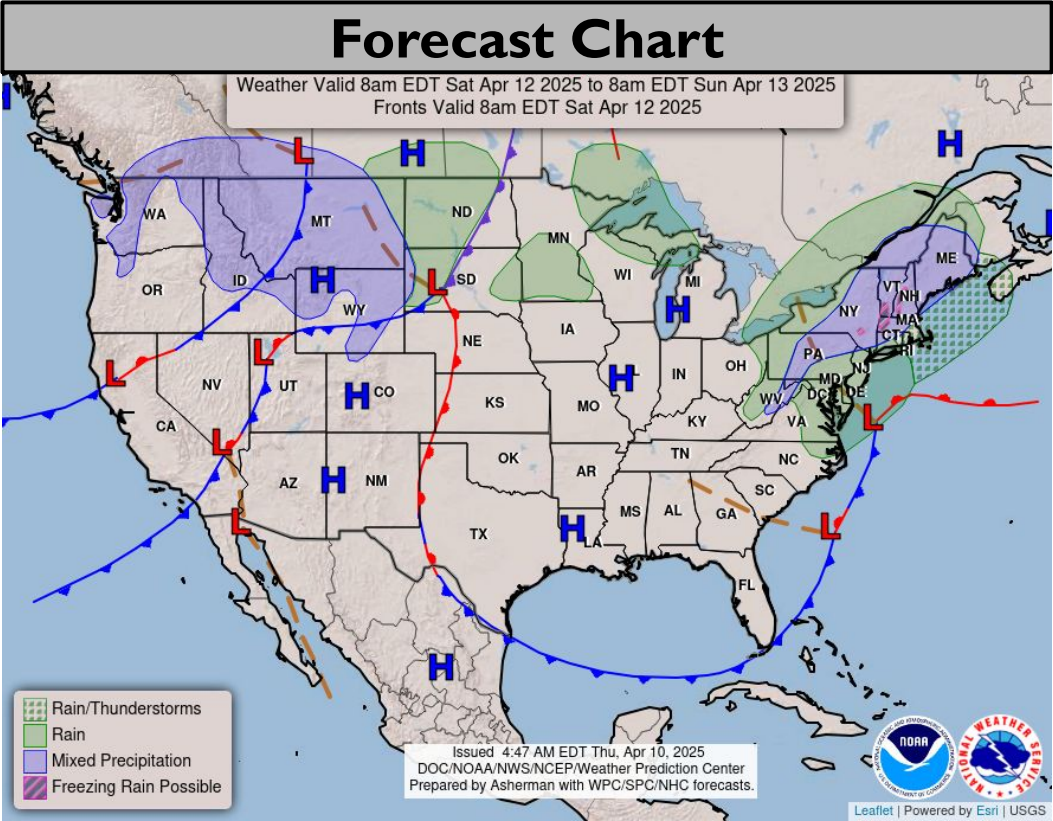 Forecast Chart
Weather Valid 8am EDT Sat Apr 12 2025 to 8am EDT Sun Apr 13 2025
Fronts Valid 8am EDT Sat Apr 12 2025
H
L H H
WA MT ND MN ME
H
OR ID H WY L SD WI H MI VT NH
NY MA
CT RI
L L NV UT H CO NE IA H IL IN OH PA NJ
MD DE
DC
CA KS MO KY WV VA L
L AZ H NM OK AR TN NC
L TX H LA MS AL GA SC L
FL
H
Rain/Thunderstorms
Rain
Mixed Precipitation
Freezing Rain Possible
Issued 4:47 AM EDT Thu, Apr 10, 2025
DOC/NOAA/NWS/NCEP/Weather Prediction Center
Prepared by Asherman with WPC/SPC/NHC forecasts.
NOAA
NATIONAL WEATHER SERVICE
Leaflet | Powered by Esri | USGS